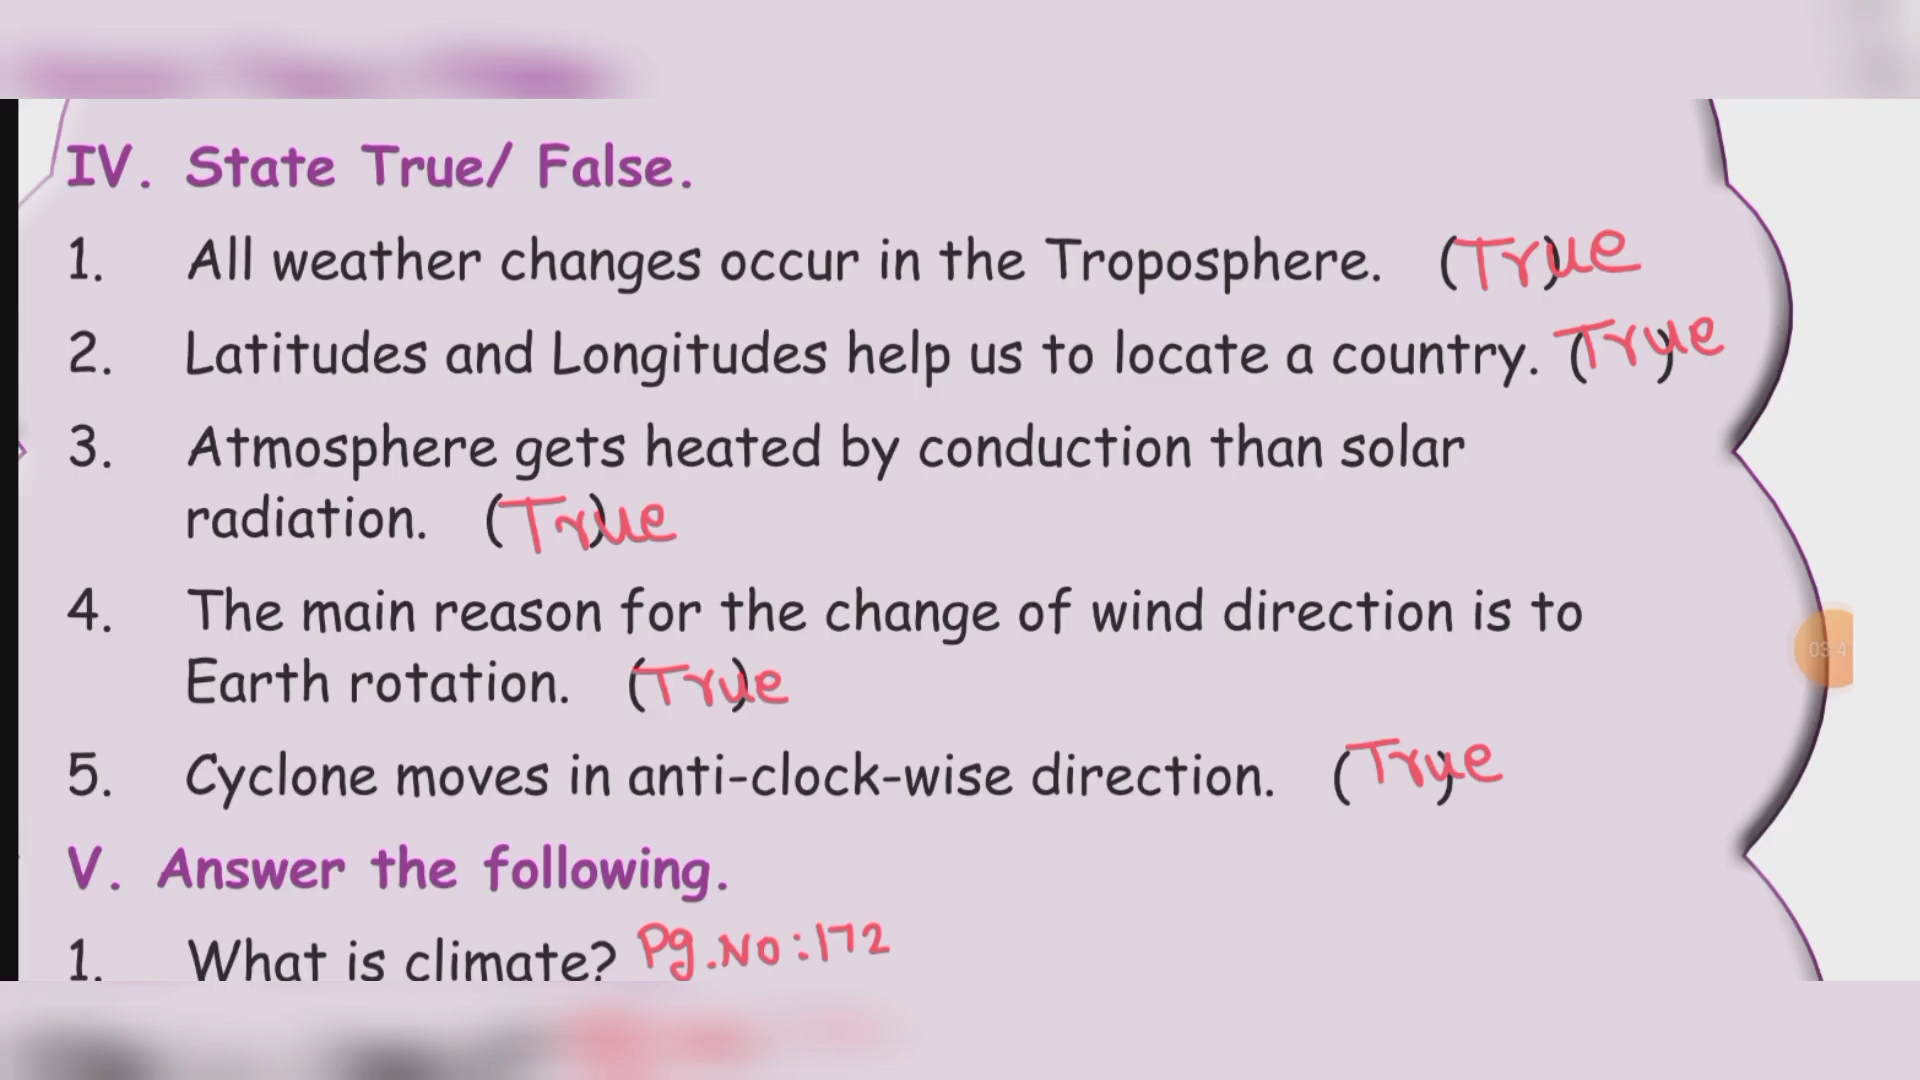 IV. State True/ False.
1. All weather changes occur in the Troposphere. (True)
2. Latitudes and Longitudes help us to locate a country. (True)
3. Atmosphere gets heated by conduction than solar
radiation. (True)
4. The main reason for the change of wind direction is to
Earth rotation. (True)
5. Cyclone moves in anti-clock-wise direction. (True)
V. Answer the following.
1. What is climate? Pg.No:172